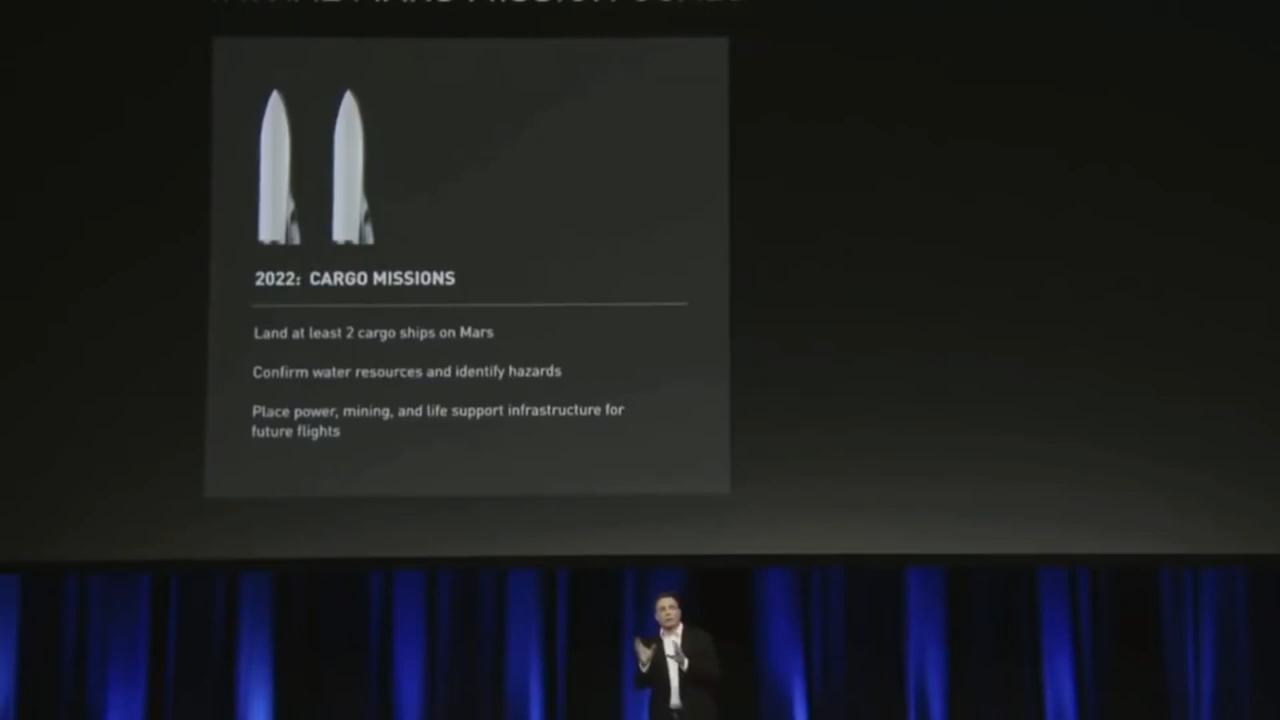 MISSION
2022: CARGO MISSIONS
Land at least 2 cargo ships on Mars
Confirm water resources and identify hazards
Place power, mining, and life support infrastructure for
future flights